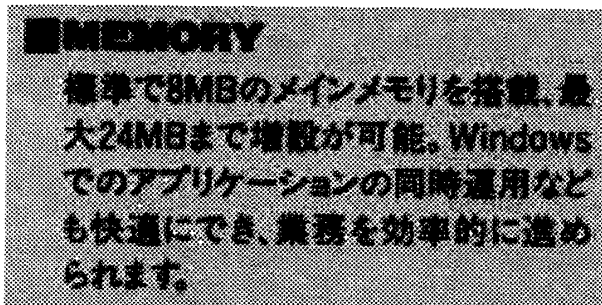 ■MEMORY
標準で8MBのメインメモリを搭載、最
大24MBまで増設が可能。Windows
でのアプリケーションの同時運用など
も快適にでき、業務を効率的に進め
られます。